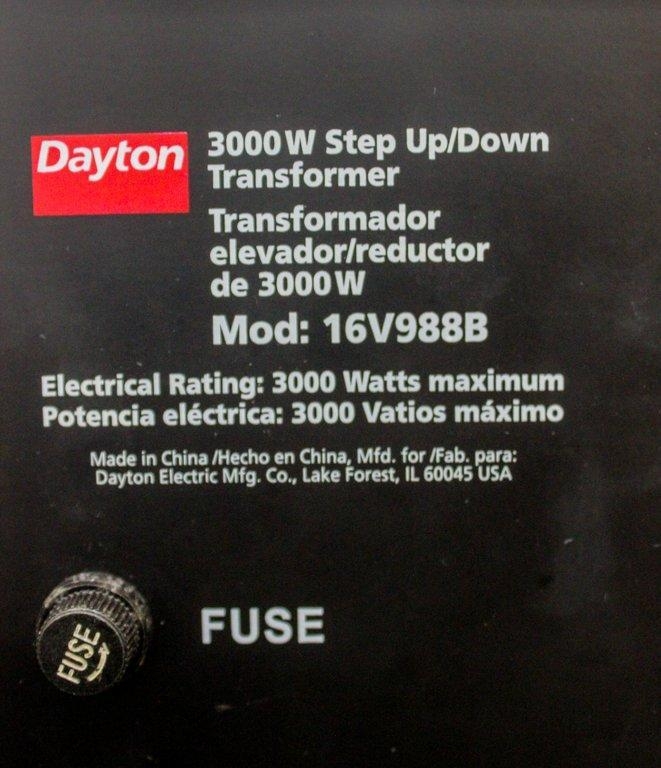 Dayton
3000W Step Up/Down
Transformer
Transformador
elevador/reductor
de 3000W
Mod: 16V988B
Electrical Rating: 3000 Watts maximum
Potencia eléctrica: 3000 Vatios máximo
Made in China /Hecho en China, Mfd. for /Fab. para:
Dayton Electric Mfg. Co., Lake Forest, IL 60045 USA
FUSE
FUSE